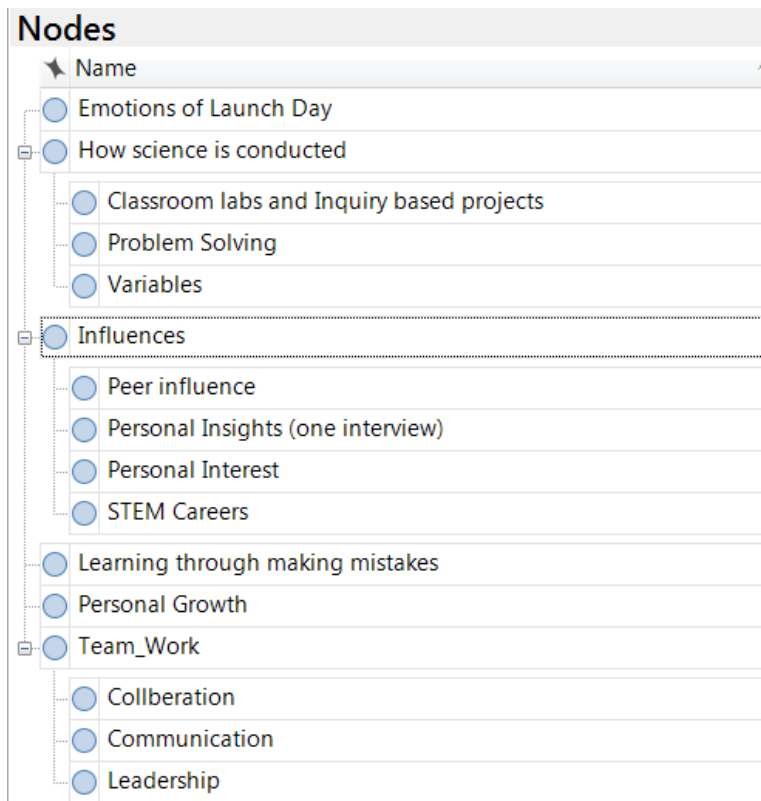 Nodes
Name
Emotions of Launch Day
How science is conducted
Classroom labs and Inquiry based projects
Problem Solving
Variables
Influences
Peer influence
Personal Insights (one interview)
Personal Interest
STEM Careers
Learning through making mistakes
Personal Growth
Team_Work
Collberation
Communication
Leadership